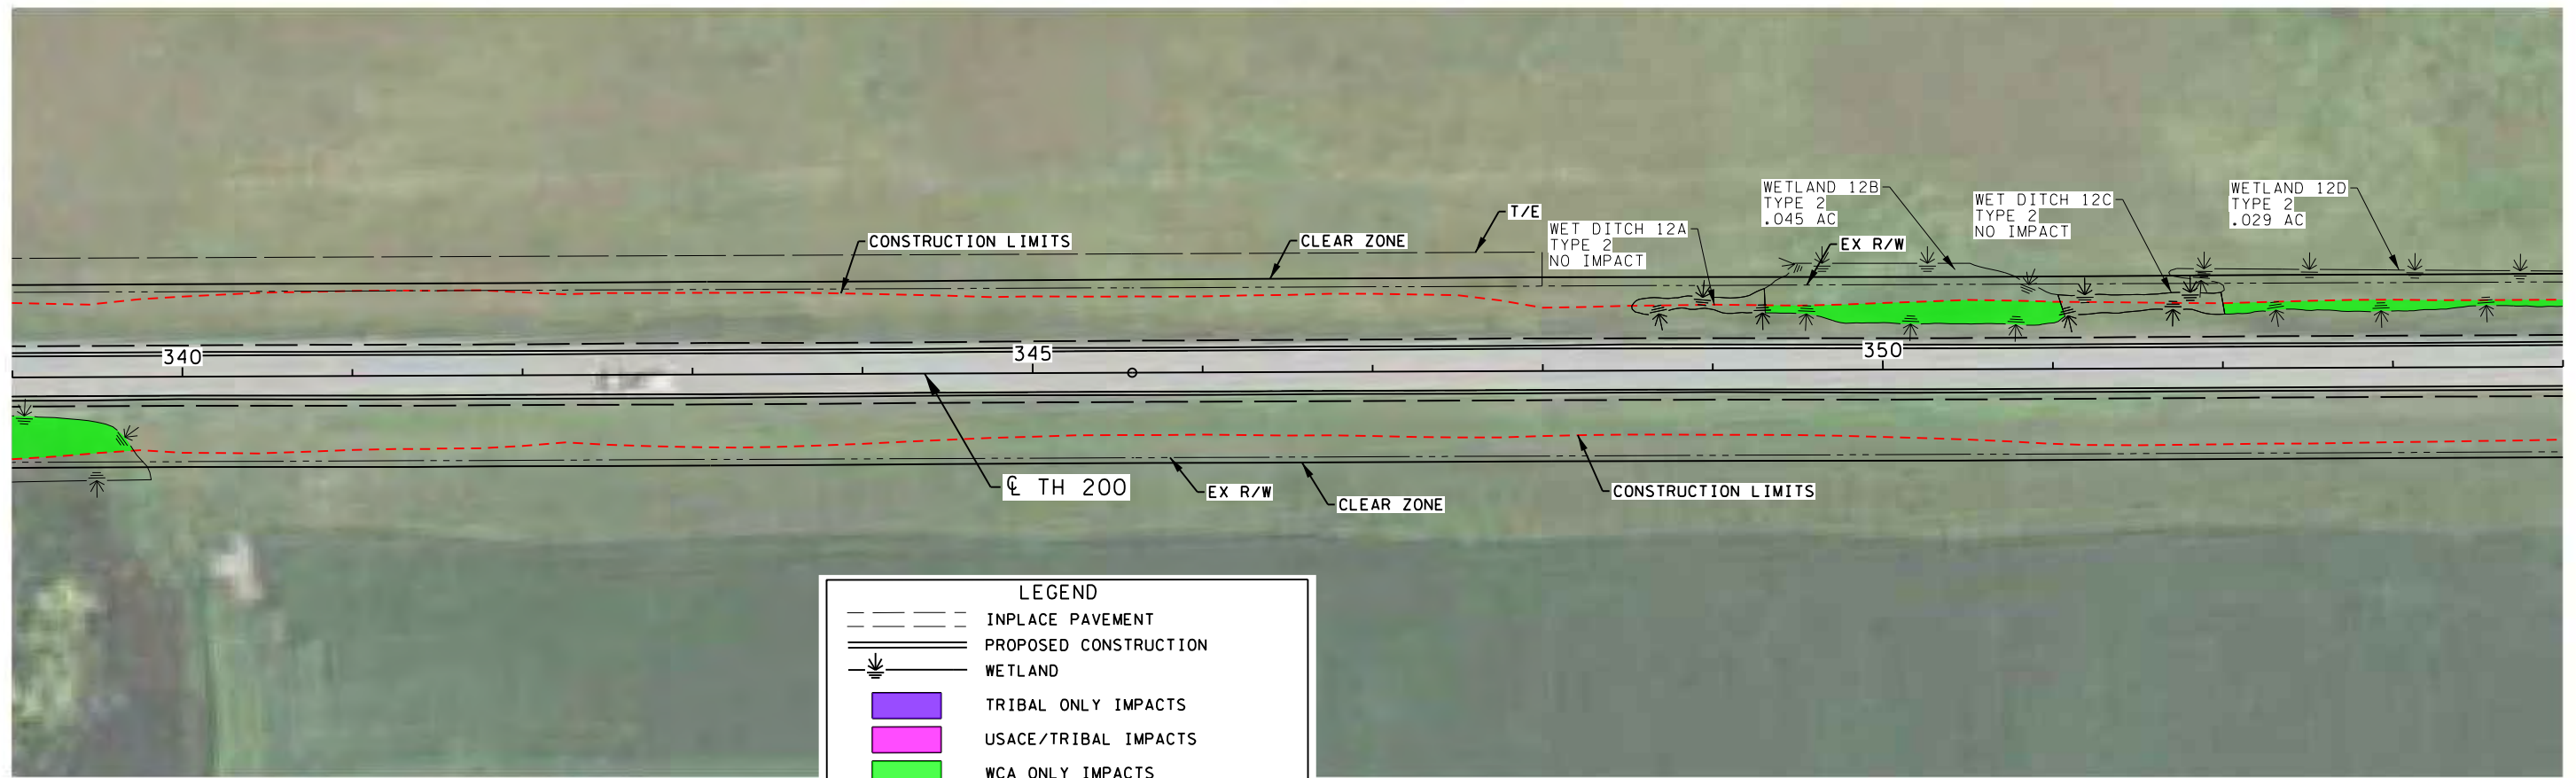 WETLAND 12B
TYPE 2
.045 AC
WETLAND 12D
TYPE 2
.029 AC
WET DITCH 12C
TYPE 2
NO IMPACT
T/E
WET DITCH 12A
TYPE 2
NO IMPACT
CONSTRUCTION LIMITS
CLEAR ZONE
EX R/W
340
345
350
℄ TH 200
EX R/W
CLEAR ZONE
CONSTRUCTION LIMITS
LEGEND
INPLACE PAVEMENT
PROPOSED CONSTRUCTION
WETLAND
TRIBAL ONLY IMPACTS
USACE/TRIBAL IMPACTS
WCA ONLY IMPACTS